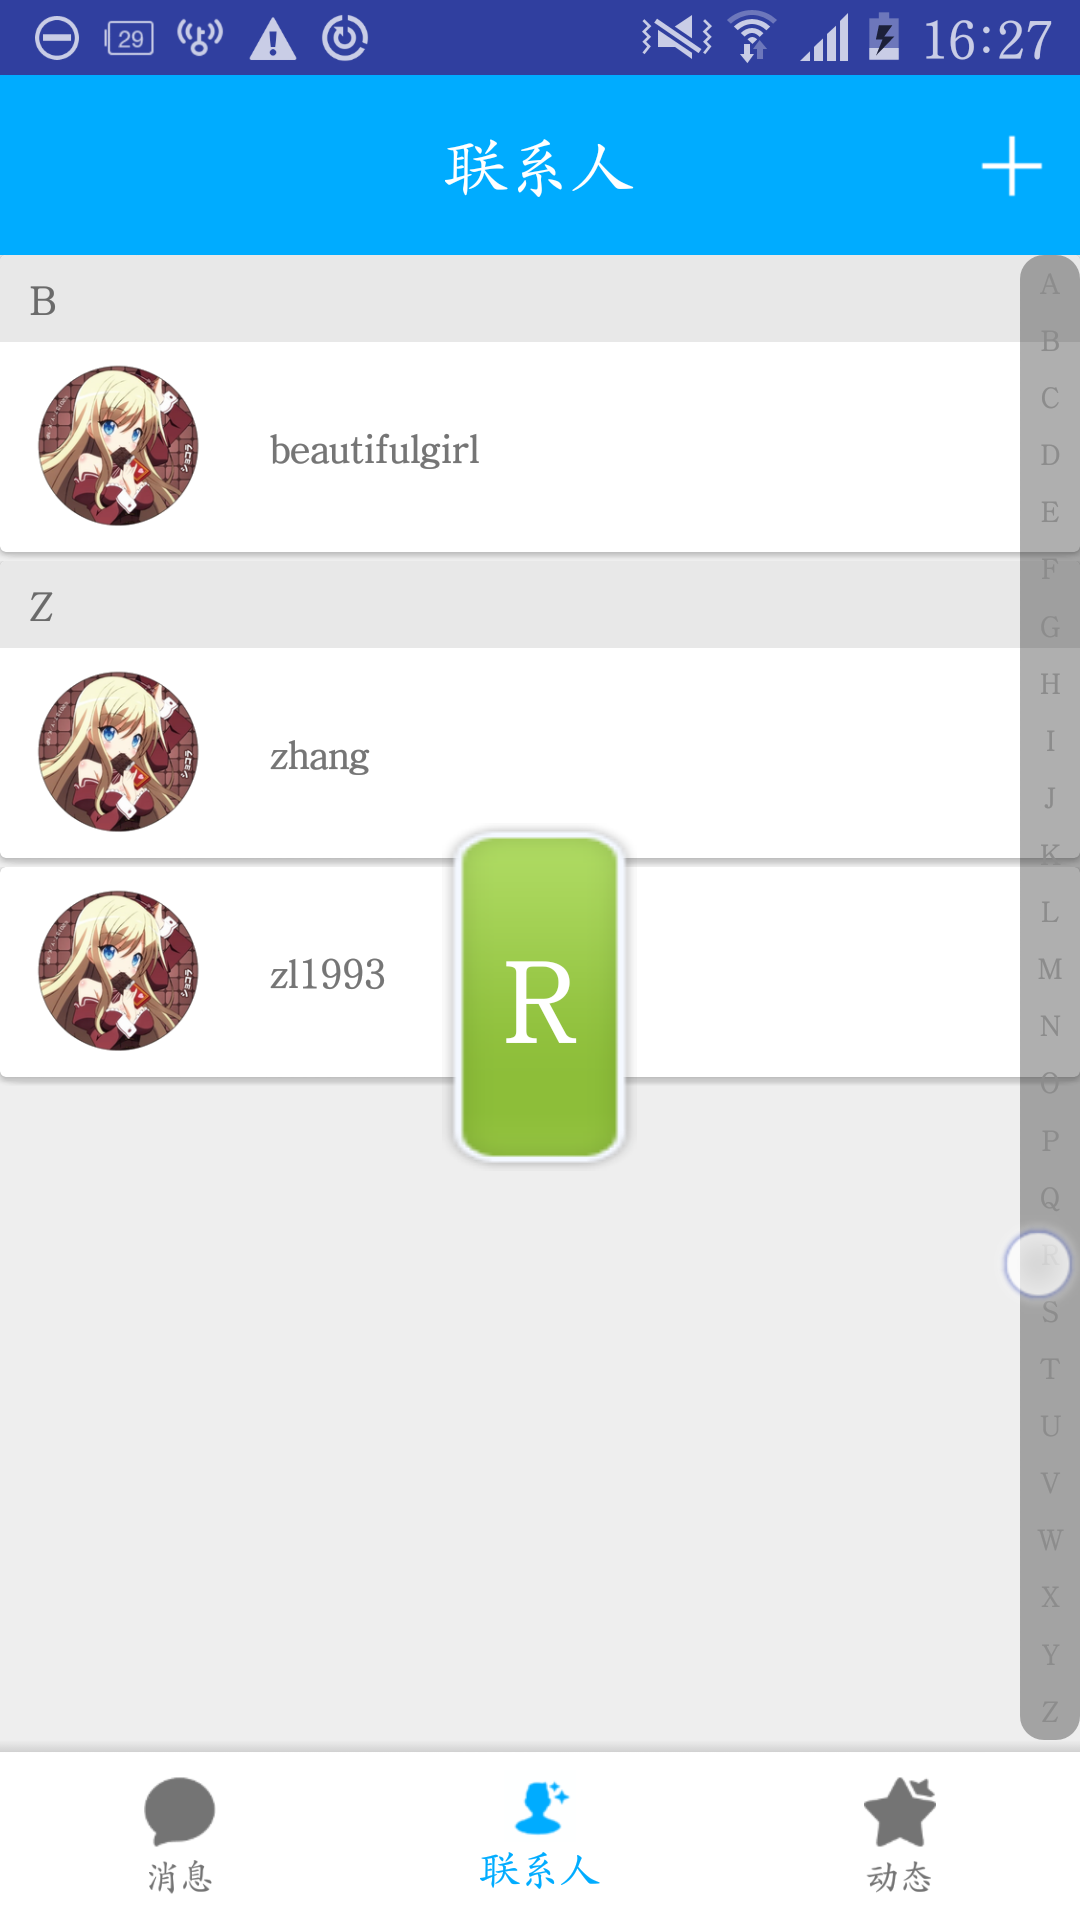 29 16:27
联系人
B
beautifulgirl
Z
zhang
zl1993
R
A
B
C
D
E
F
G
H
I
J
K
L
M
N
O
P
Q
R
S
T
U
V
W
X
Y
Z
消息
联系人
动态